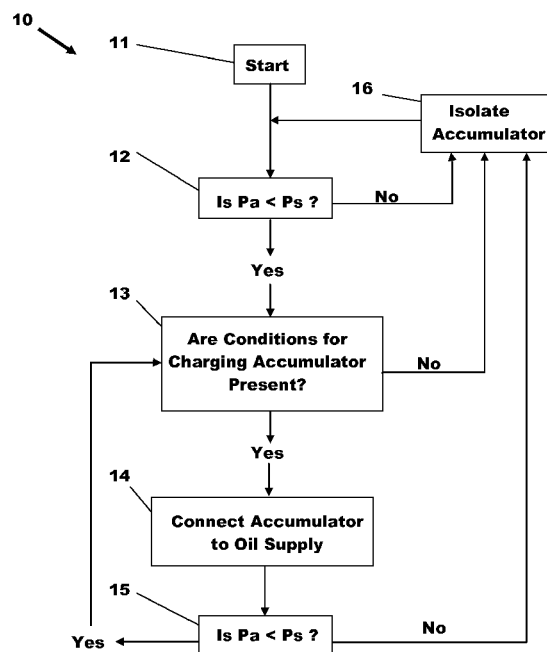 10
11
Start
16
Isolate
Accumulator
12
Is Pa < Ps ?
No
Yes
13
Are Conditions for
Charging Accumulator
Present?
No
Yes
14
Connect Accumulator
to Oil Supply
15
Is Pa < Ps ?
No
Yes